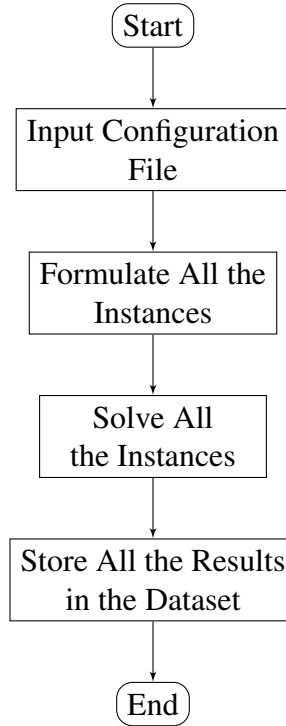 Start
Input Configuration
File
Formulate All the
Instances
Solve All
the Instances
Store All the Results
in the Dataset
End